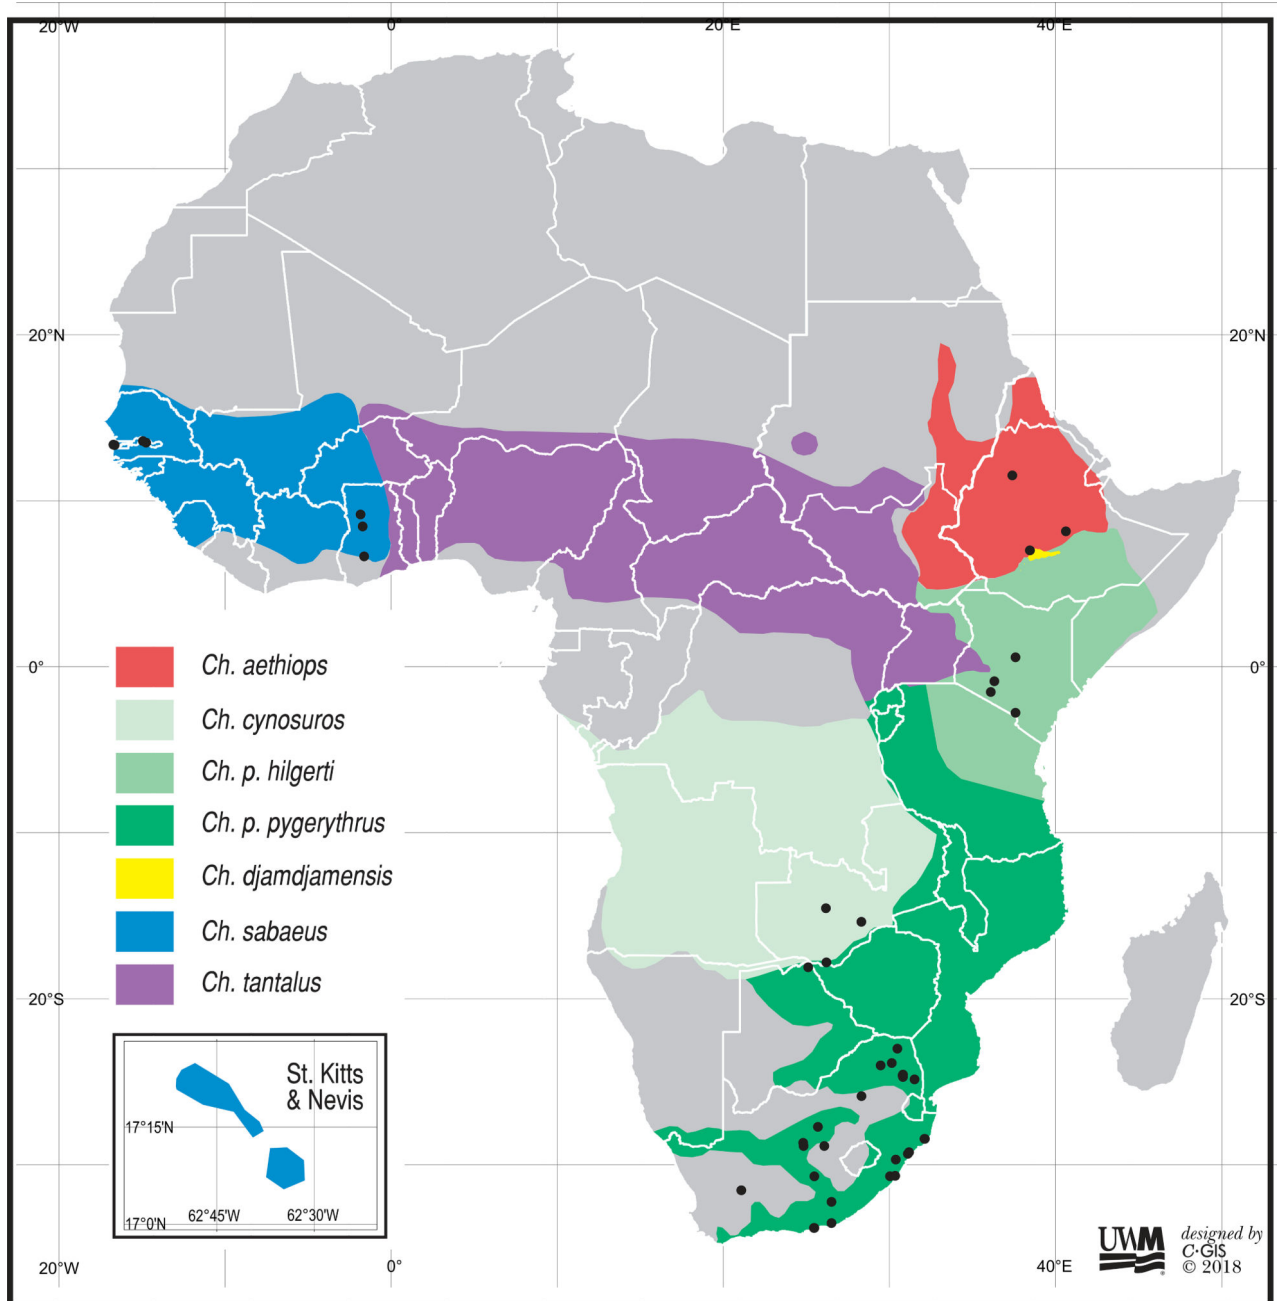 20°W 0° 20°E 40°E
20°N 20°N
0° 0°
20°S 20°S
Ch. aethiops
Ch. cynosuros
Ch. p. hilgerti
Ch. p. pygerythrus
Ch. djamdjamensis
Ch. sabaeus
Ch. tantalus
St. Kitts
& Nevis
17°15'N
17°0'N
62°45'W 62°30'W
20°W 0° 40°E
UWM
designed by
C·GIS
© 2018